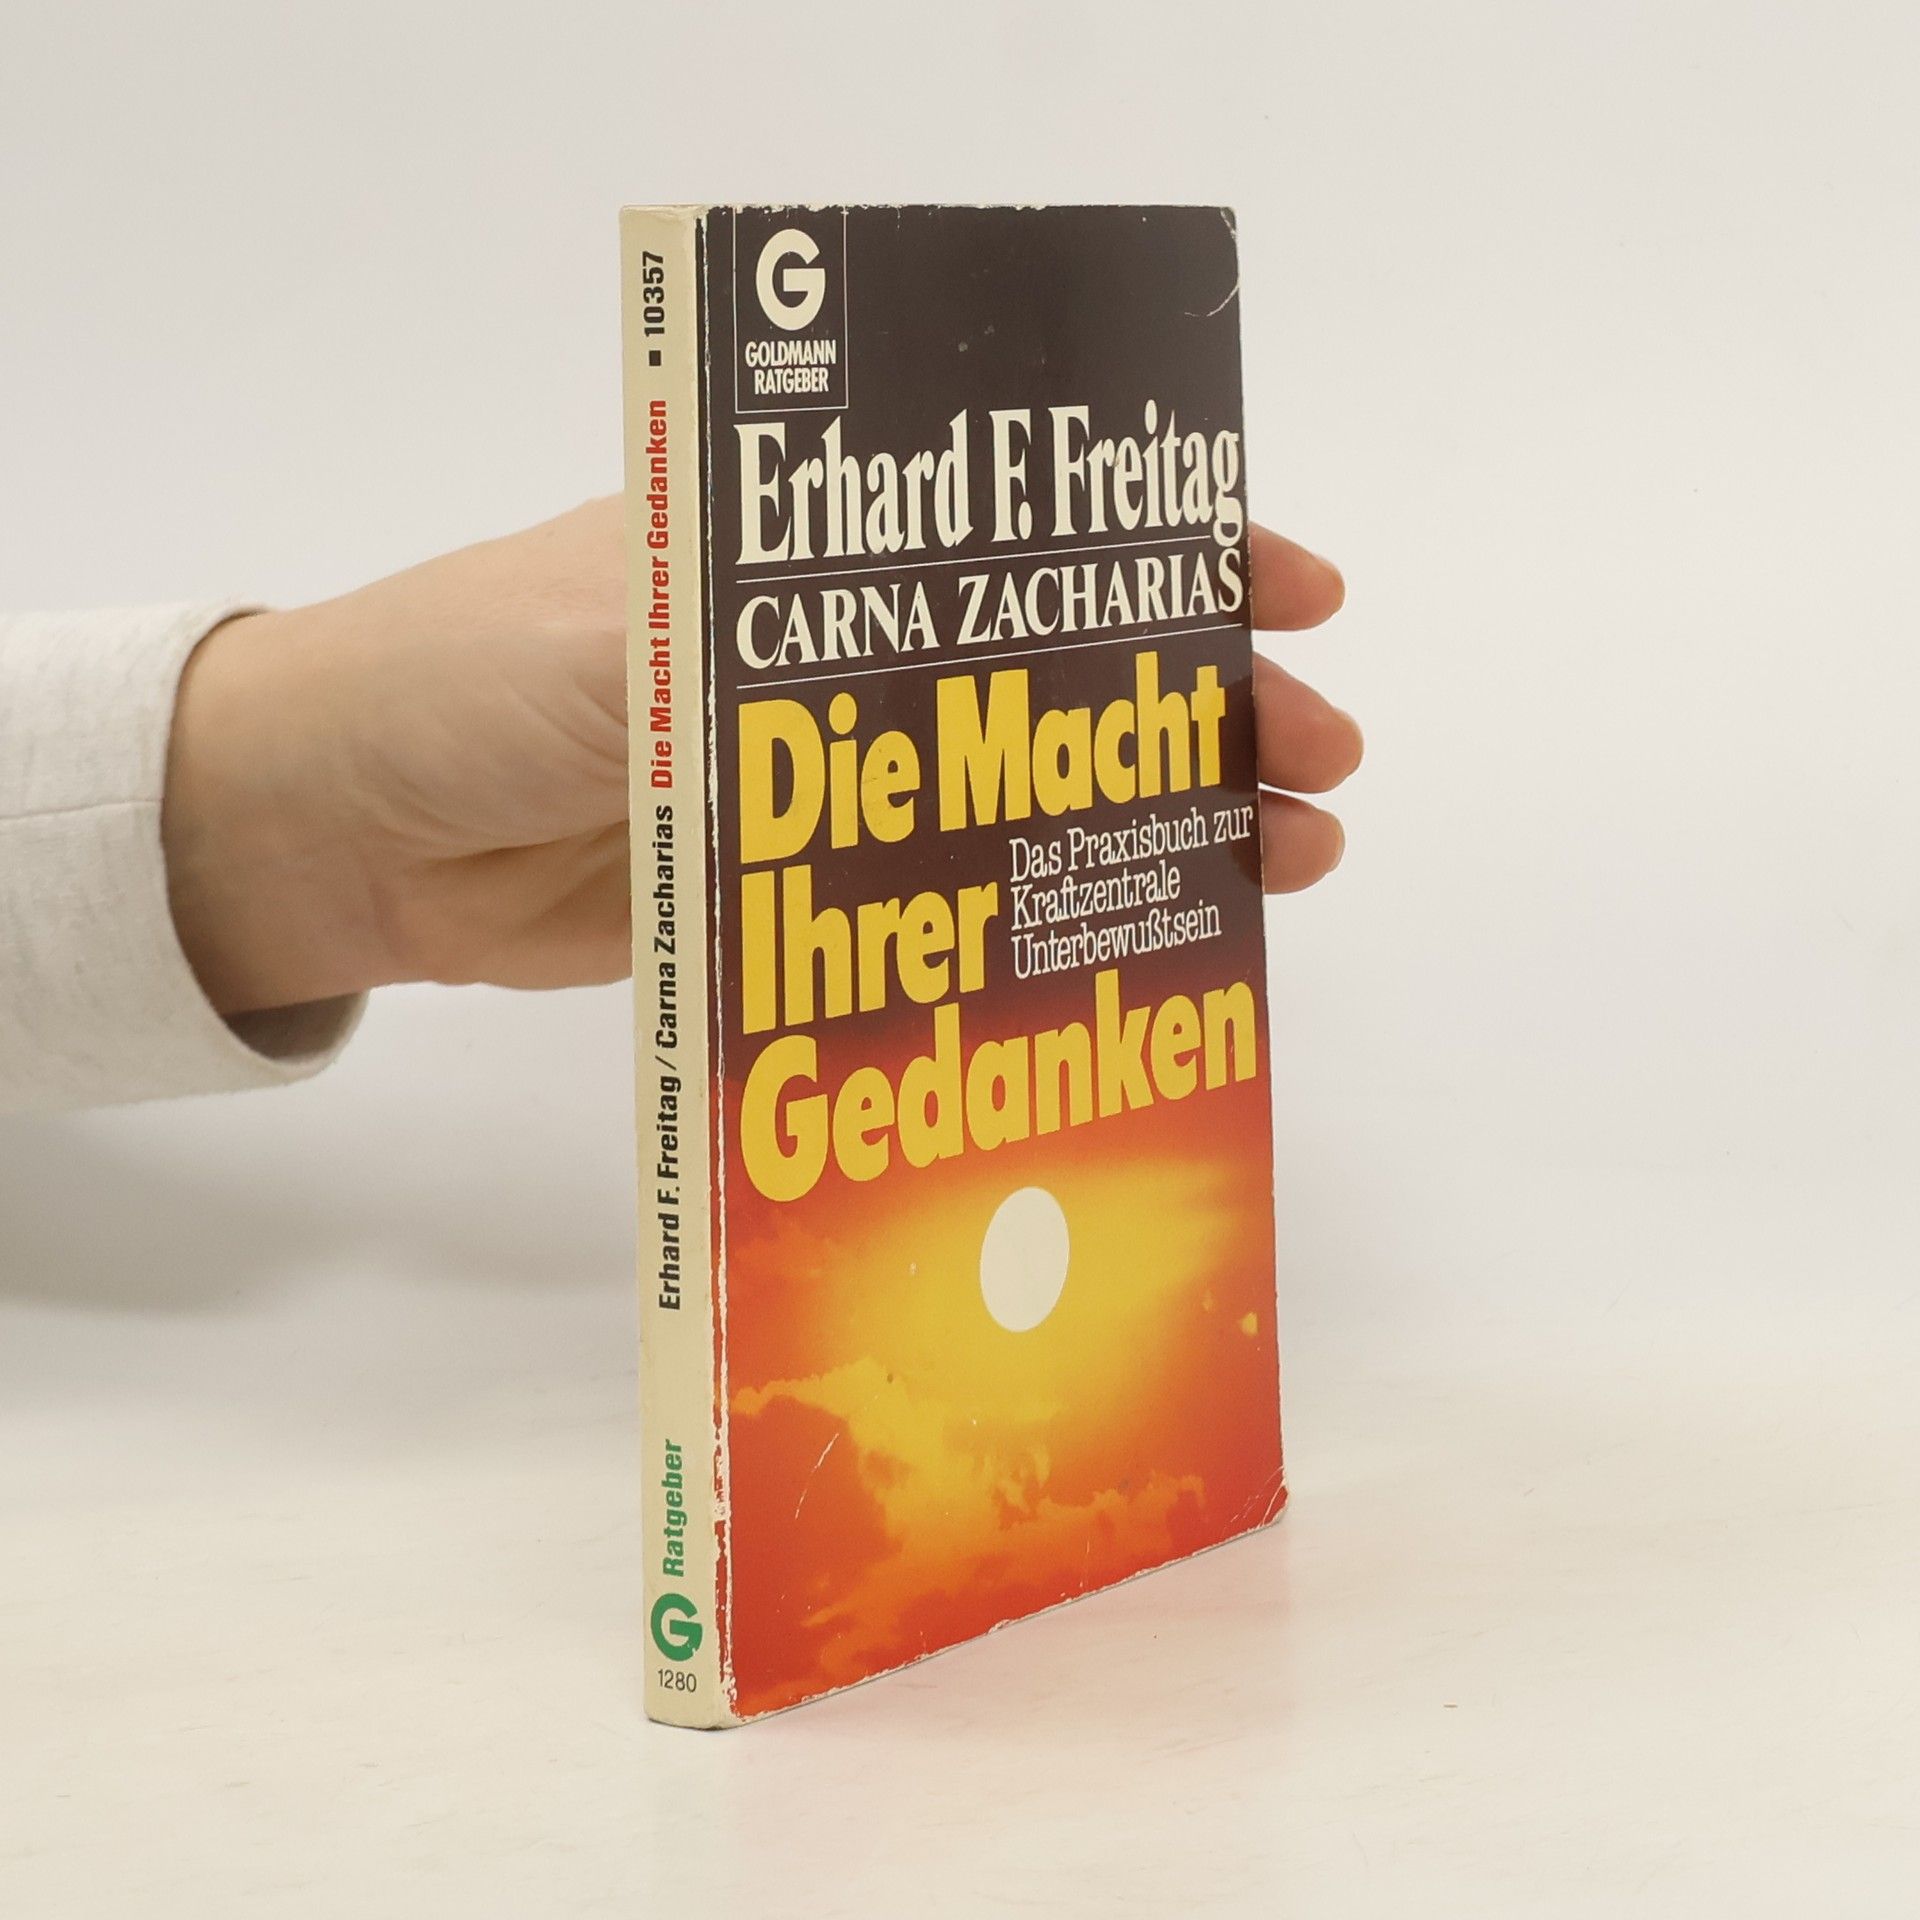 Erhard F. Freitag / Carna Zacharias Die Macht Ihrer Gedanken ■ 10357
G Ratgeber
1280
G
GOLDMANN
RATGEBER
Erhard F. Freitag
CARNA ZACHARIAS
Die Macht
Ihrer
Das Praxisbuch zur
Kraftzentrale
Unterbewußtsein
Gedanken